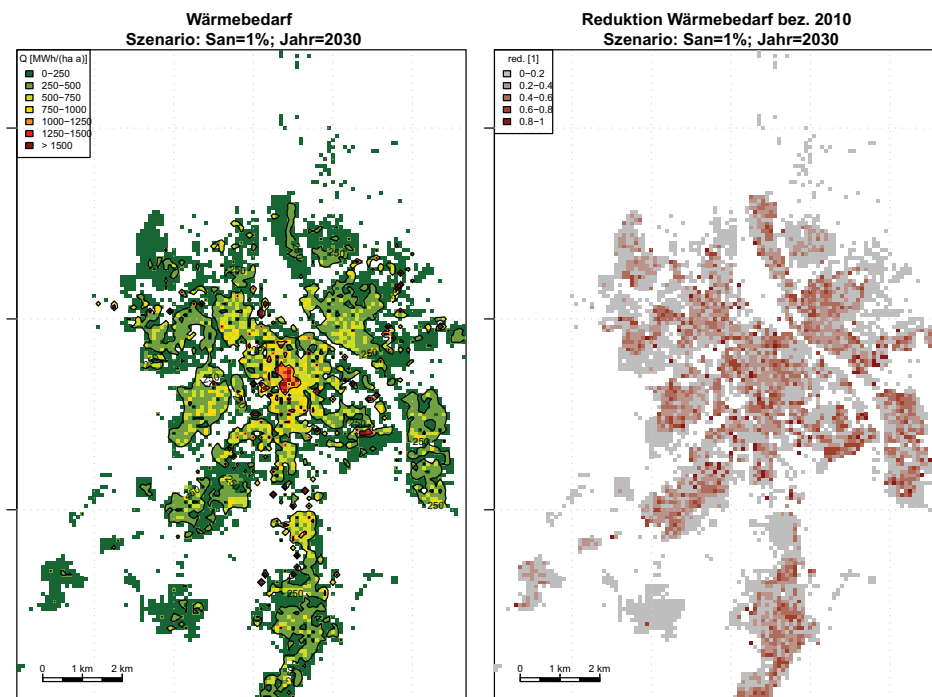 Wärmebedarf
Szenario: San=1%; Jahr=2030
Q [MWh/(ha a)]
0−250
250−500
500−750
750−1000
1000−1250
1250−1500
> 1500
250
250
250
250
250
250
0 1 km 2 km
Reduktion Wärmebedarf bez. 2010
Szenario: San=1%; Jahr=2030
red. [1]
0−0.2
0.2−0.4
0.4−0.6
0.6−0.8
0.8−1
0 1 km 2 km